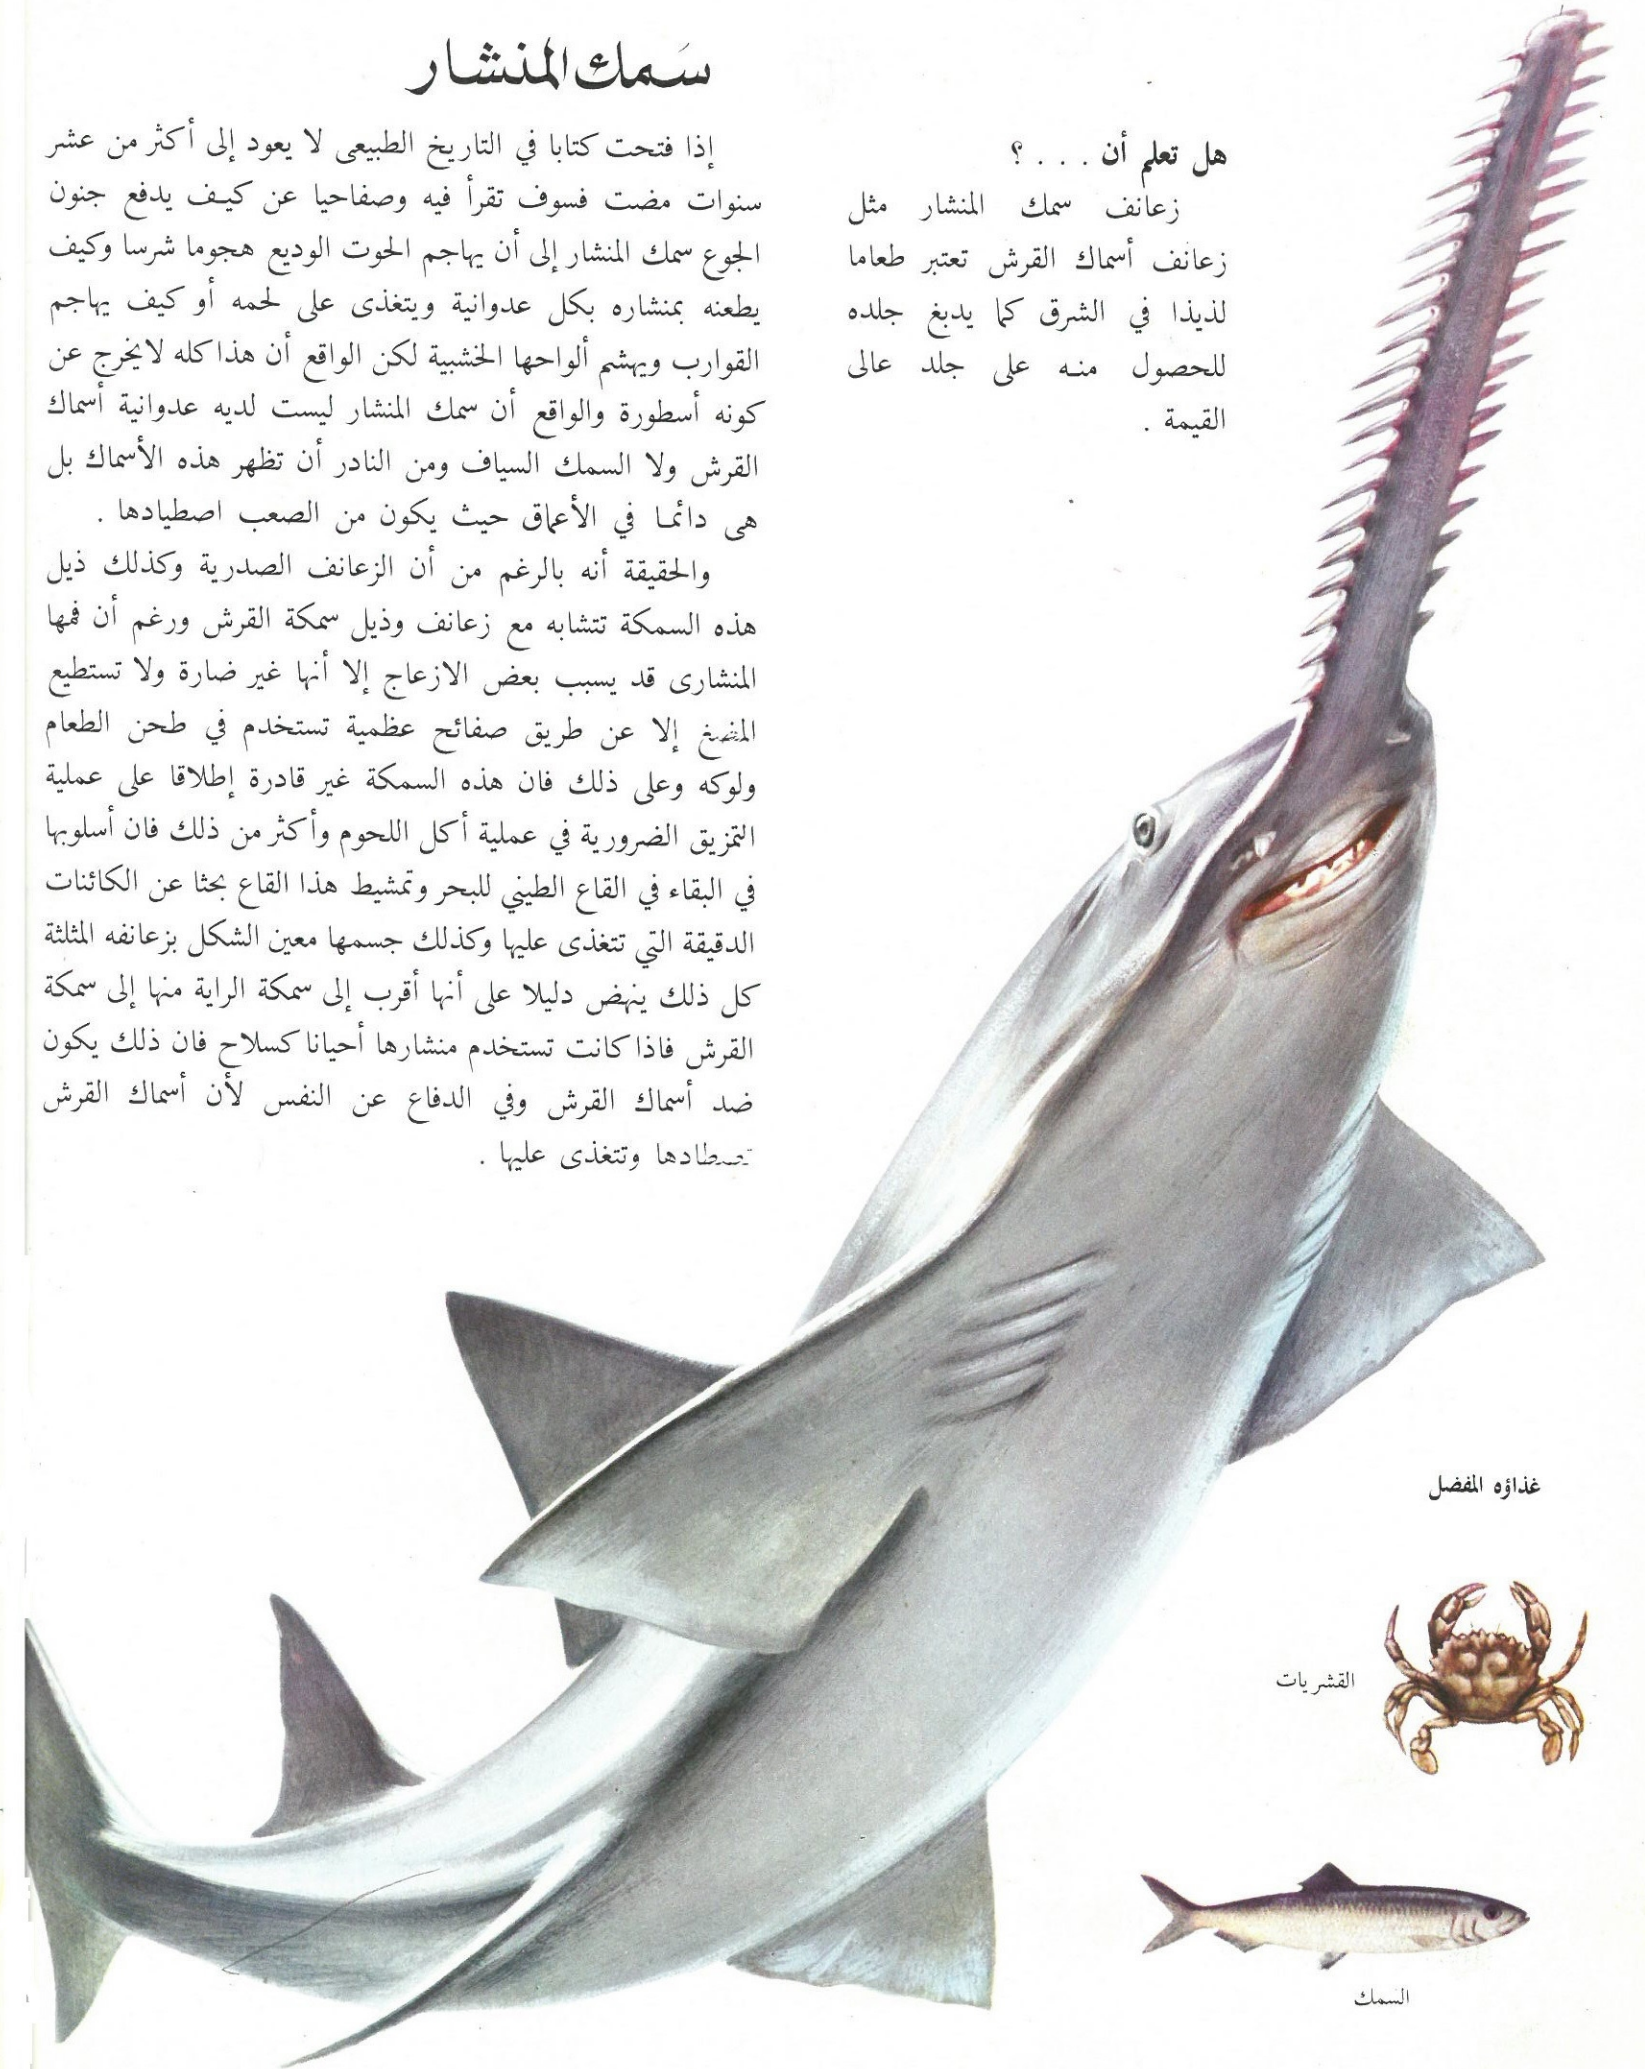 سَمك المنشار
إذا فتحت كتابا في التاريخ الطبيعى لا يعود إلى أكثر من عشر
سنوات مضت فسوف تقرأ فيه وصفاحيا عن كيف يدفع جنون
الجوع سمك المنشار إلى أن يهاجم الحوت الوديع هجوما شرسا وكيف
يطعنه بمنشاره بكل عدوانية ويتغذى على لحمه أو كيف يهاجم
القوارب ويهشم ألواحها الخشبية لكن الواقع أن هذا كله لايخرج عن
كونه أسطورة والواقع أن سمك المنشار ليست لديه عدوانية أسماك
القرش ولا السمك السياف ومن النادر أن تظهر هذه الأسماك بل
هى دائما في الأعماق حيث يكون من الصعب اصطيادها .
والحقيقة أنه بالرغم من أن الزعانف الصدرية وكذلك ذيل
هذه السمكة تتشابه مع زعانف وذيل سمكة القرش ورغم أن فمها
المنشارى قد يسبب بعض الازعاج إلا أنها غير ضارة ولا تستطيع
المضغ إلا عن طريق صفائح عظمية تستخدم في طحن الطعام
ولوكه وعلى ذلك فان هذه السمكة غير قادرة إطلاقا على عملية
التمزيق الضرورية في عملية أكل اللحوم وأكثر من ذلك فان أسلوبها
في البقاء في القاع الطيني للبحر وتمشيط هذا القاع بحثا عن الكائنات
الدقيقة التي تتغذى عليها وكذلك جسمها معين الشكل بزعانفه المثلثة
كل ذلك ينهض دليلا على أنها أقرب إلى سمكة الراية منها إلى سمكة
القرش فاذا كانت تستخدم منشارها أحيانا كسلاح فان ذلك يكون
ضد أسماك القرش وفي الدفاع عن النفس لأن أسماك القرش
تصطادها وتتغذى عليها .
هل تعلم أن . . . . ؟
زعانف سمك المنشار مثل
زعانف أسماك القرش تعتبر طعاما
لذيذا في الشرق كما يدبغ جلده
للحصول منه على جلد عالى
القيمة .
غذاؤه المفضل
القشريات
السمك